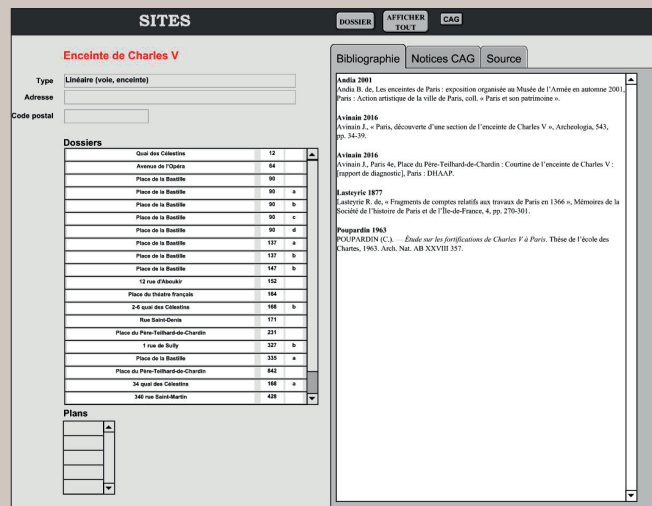 SITES
DOSSIER
AFFICHER
TOUT
CAG
Enceinte de Charles V
Type Linéaire (voie, enceinte)
Adresse
Code postal
Dossiers
Quai des Célestins 12
Avenue de l'Opéra 64
Place de la Bastille 90
Place de la Bastille 90 a
Place de la Bastille 90 b
Place de la Bastille 90 c
Place de la Bastille 90 d
Place de la Bastille 137 a
Place de la Bastille 137 b
Place de la Bastille 147 b
12 rue d'Aboukir 152
Place du théatre français 164
2-6 quai des Célestins 168 b
Rue Saint-Denis 171
Place du Père-Teilhard-de-Chardin 231
1 rue de Sully 327 b
Place de la Bastille 335 a
Place du Père-Teilhard-de-Chardin 842
34 quai des Célestins 168 a
340 rue Saint-Martin 428
Plans
Bibliographie Notices CAG Source
Andia 2001
Andia B. de, Les enceintes de Paris : exposition organisée au Musée de l'Armée en automne 2001,
Paris : Action artistique de la ville de Paris, coll. « Paris et son patrimoine ».
Avinain 2016
Avinain J., « Paris, découverte d'une section de l'enceinte de Charles V », Archeologia, 543,
pp. 34-39.
Avinain 2016
Avinain J., Paris 4e, Place du Père-Teilhard-de-Chardin : Courtine de l'enceinte de Charles V :
[rapport de diagnostic], Paris : DHAAP.
Lasteyrie 1877
Lasteyrie R. de, « Fragments de comptes relatifs aux travaux de Paris en 1366 », Mémoires de la
Société de l'histoire de Paris et de l'Île-de-France, 4, pp. 270-301.
Poupardin 1963
POUPARDIN (C.). — Étude sur les fortifications de Charles V à Paris. Thèse de l'école des
Chartes, 1963. Arch. Nat. AB XXVIII 357.